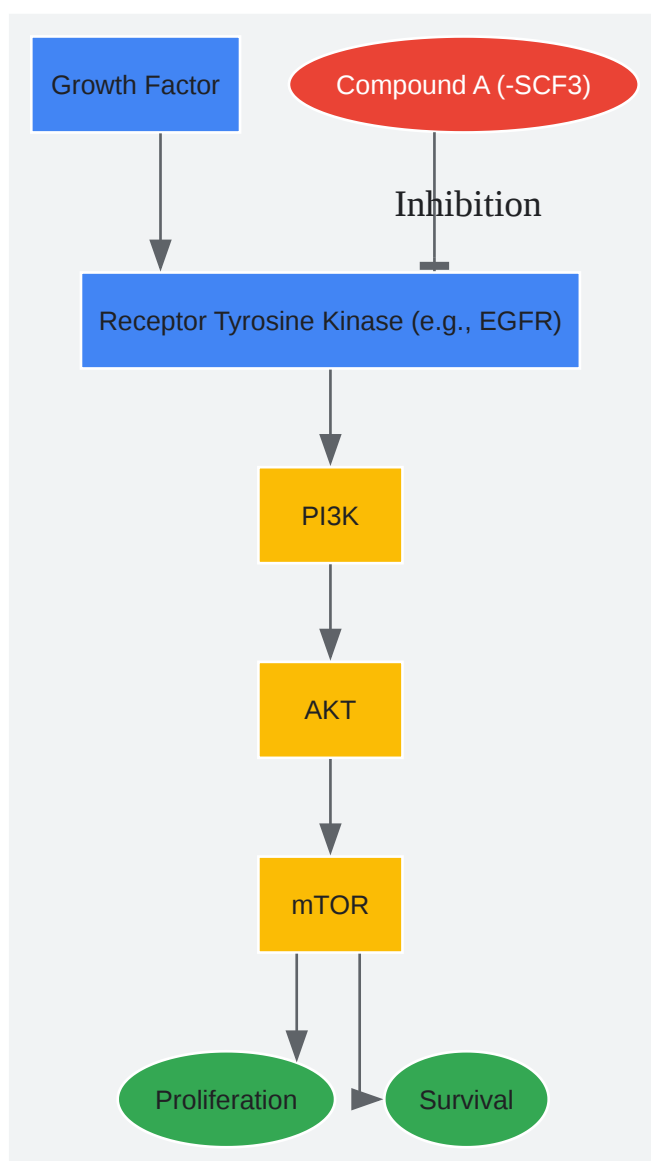 Growth Factor
Compound A (-SCF3)
Inhibition
Receptor Tyrosine Kinase (e.g., EGFR)
PI3K
AKT
mTOR
Proliferation
Survival